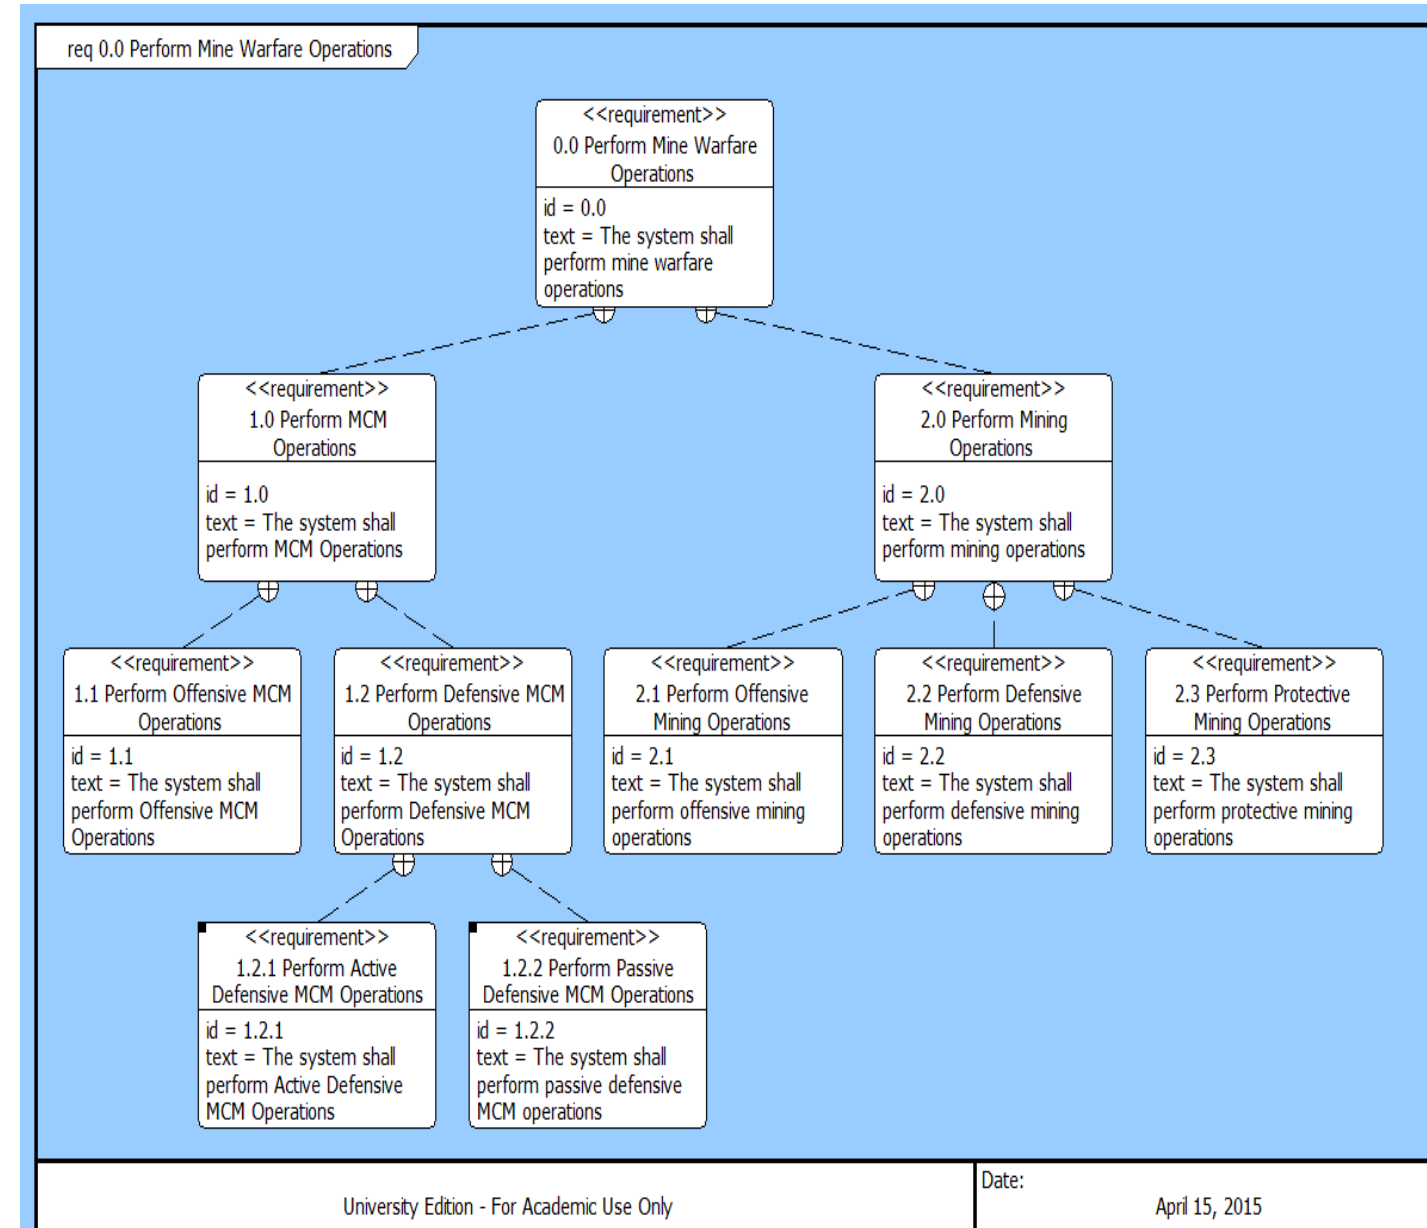 req 0.0 Perform Mine Warfare Operations
<<requirement>>
0.0 Perform Mine Warfare
Operations
id = 0.0
text = The system shall
perform mine warfare
operations
<<requirement>>
1.0 Perform MCM
Operations
id = 1.0
text = The system shall
perform MCM Operations
<<requirement>>
2.0 Perform Mining
Operations
id = 2.0
text = The system shall
perform mining operations
<<requirement>>
1.1 Perform Offensive MCM
Operations
id = 1.1
text = The system shall
perform Offensive MCM
Operations
<<requirement>>
1.2 Perform Defensive MCM
Operations
id = 1.2
text = The system shall
perform Defensive MCM
Operations
<<requirement>>
2.1 Perform Offensive
Mining Operations
id = 2.1
text = The system shall
perform offensive mining
operations
<<requirement>>
2.2 Perform Defensive
Mining Operations
id = 2.2
text = The system shall
perform defensive mining
operations
<<requirement>>
2.3 Perform Protective
Mining Operations
id = 2.3
text = The system shall
perform protective mining
operations
<<requirement>>
1.2.1 Perform Active
Defensive MCM Operations
id = 1.2.1
text = The system shall
perform Active Defensive
MCM Operations
<<requirement>>
1.2.2 Perform Passive
Defensive MCM Operations
id = 1.2.2
text = The system shall
perform passive defensive
MCM operations
University Edition - For Academic Use Only
Date:
April 15, 2015